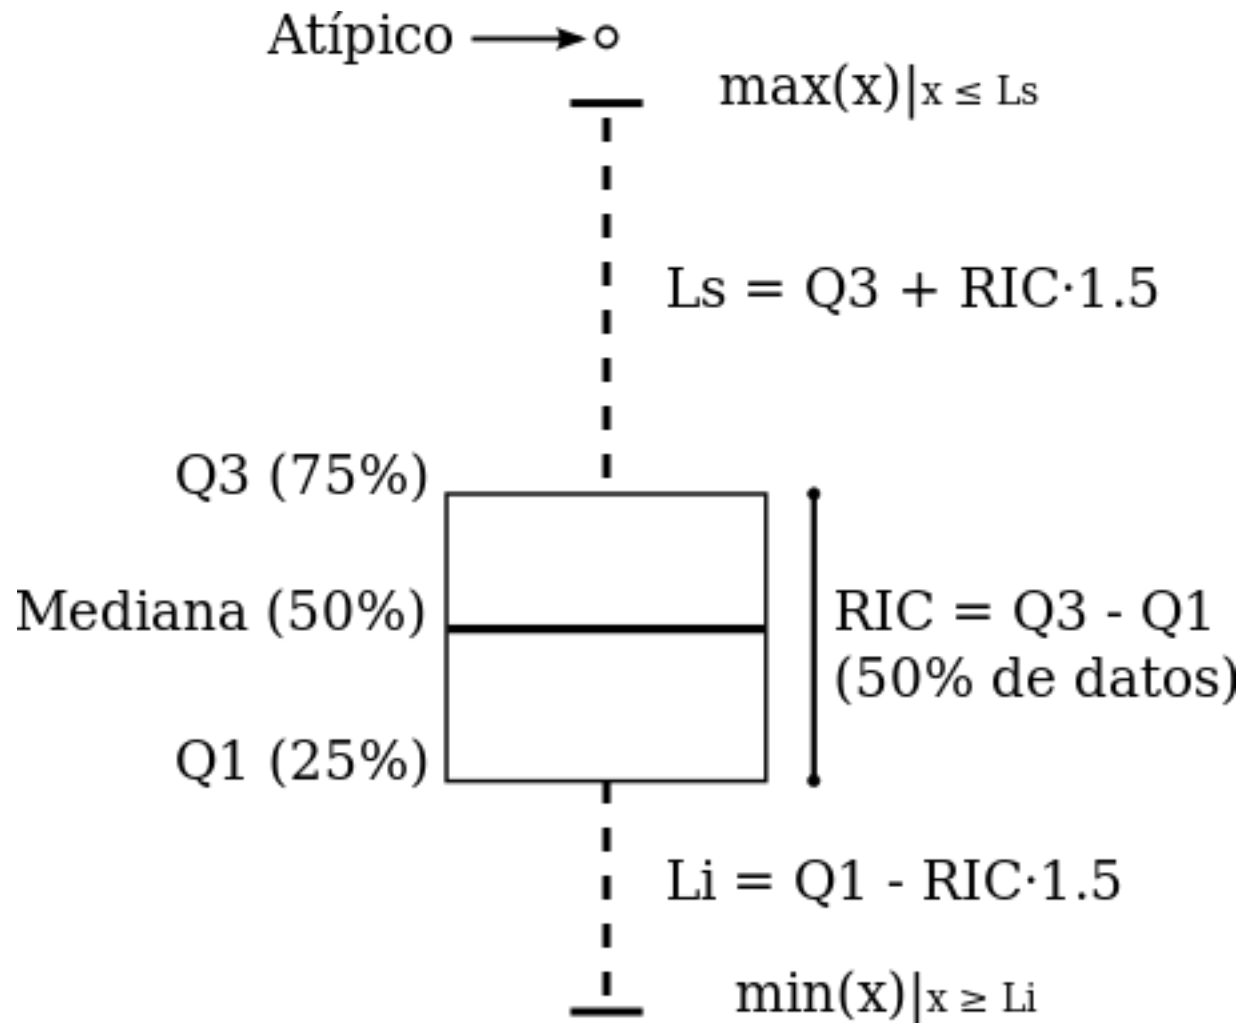 Atípico
max(x)|x ≤ Ls
Ls = Q3 + RIC·1.5
Q3 (75%)
Mediana (50%)
RIC = Q3 - Q1
(50% de datos)
Q1 (25%)
Li = Q1 - RIC·1.5
min(x)|x ≥ Li